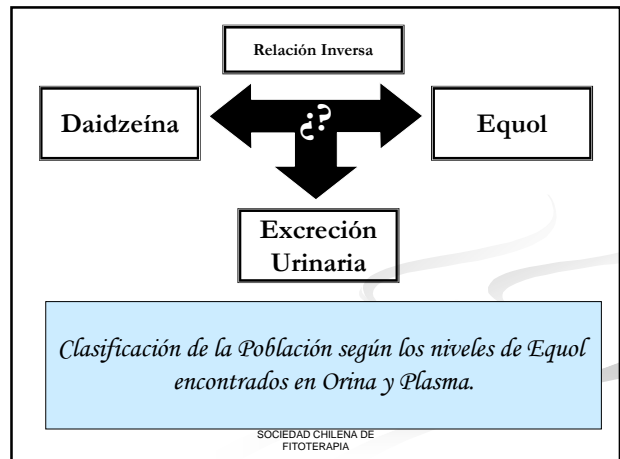 Relación Inversa
Daidzeína
¿?
Equol
Excreción
Urinaria
Clasificación de la Población según los niveles de Equol
encontrados en Orina y Plasma.
SOCIEDAD CHILENA DE
FITOTERAPIA